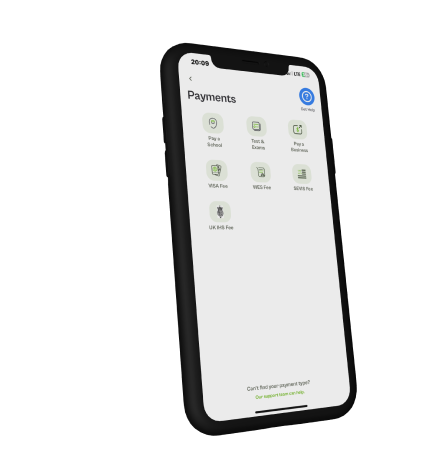 20:09
LTE
Payments
Get Help
Pay a
School
Test &
Exams
Pay a
Business
VISA Fee
WES Fee
SEVIS Fee
UK IHS Fee
Can't find your payment type?
Our support team can help.